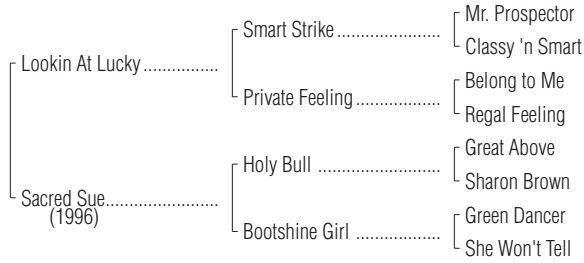 Mr. Prospector
Smart Strike ..................
Classy 'n Smart
Lookin At Lucky ................
Belong to Me
Private Feeling ...............
Regal Feeling
Great Above
Holy Bull .....................
Sharon Brown
Sacred Sue........................
(1996)
Green Dancer
Bootshine Girl ................
She Won't Tell